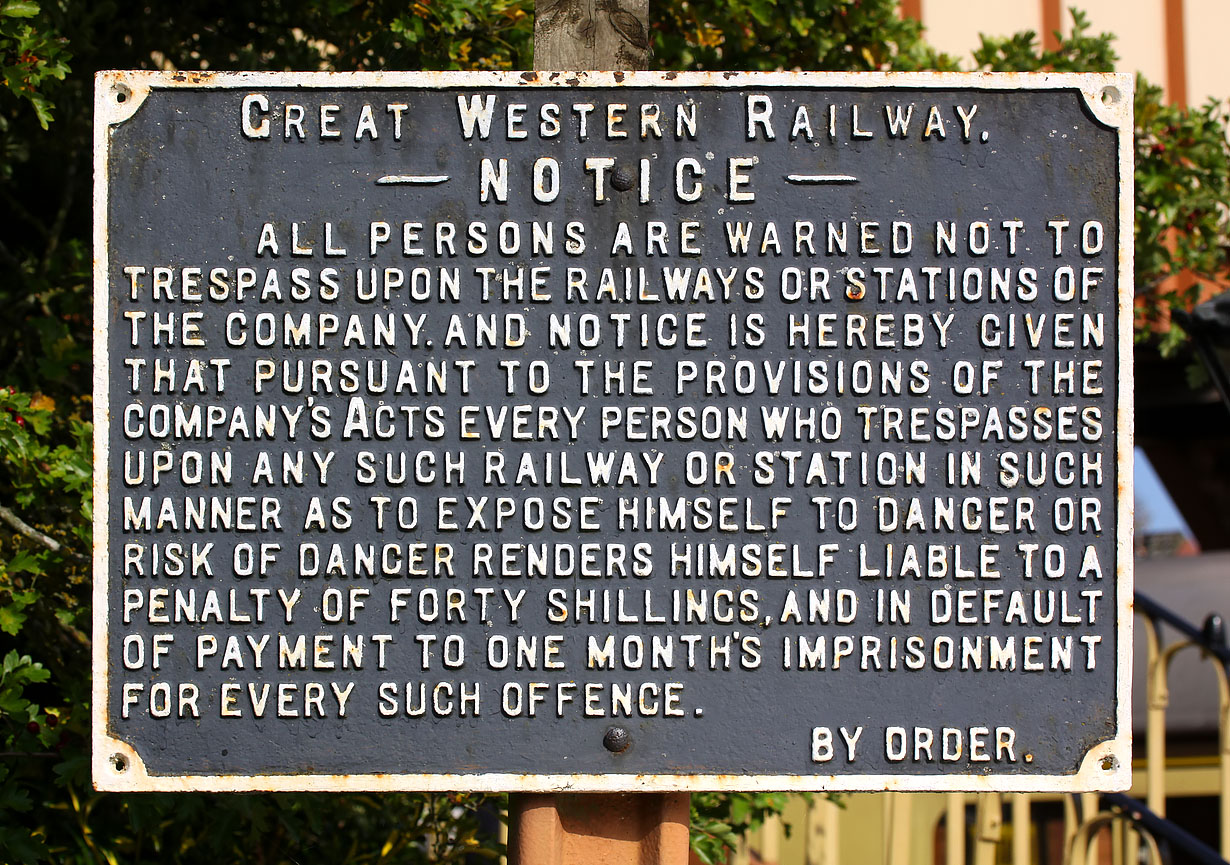 GREAT WESTERN RAILWAY.
— NOTICE —
ALL PERSONS ARE WARNED NOT TO
TRESPASS UPON THE RAILWAYS OR STATIONS OF
THE COMPANY. AND NOTICE IS HEREBY GIVEN
THAT PURSUANT TO THE PROVISIONS OF THE
COMPANY'S ACTS EVERY PERSON WHO TRESPASSES
UPON ANY SUCH RAILWAY OR STATION IN SUCH
MANNER AS TO EXPOSE HIMSELF TO DANGER OR
RISK OF DANGER RENDERS HIMSELF LIABLE TO A
PENALTY OF FORTY SHILLINGS, AND IN DEFAULT
OF PAYMENT TO ONE MONTH'S IMPRISONMENT
FOR EVERY SUCH OFFENCE.
BY ORDER.